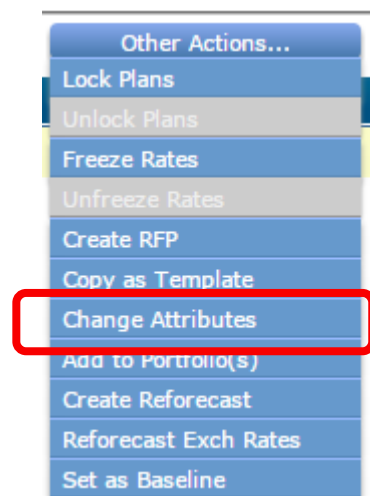 Other Actions...
Lock Plans
Unlock Plans
Freeze Rates
Unfreeze Rates
Create RFP
Copy as Template
Change Attributes
Add to Portfolio(s)
Create Reforecast
Reforecast Exch Rates
Set as Baseline